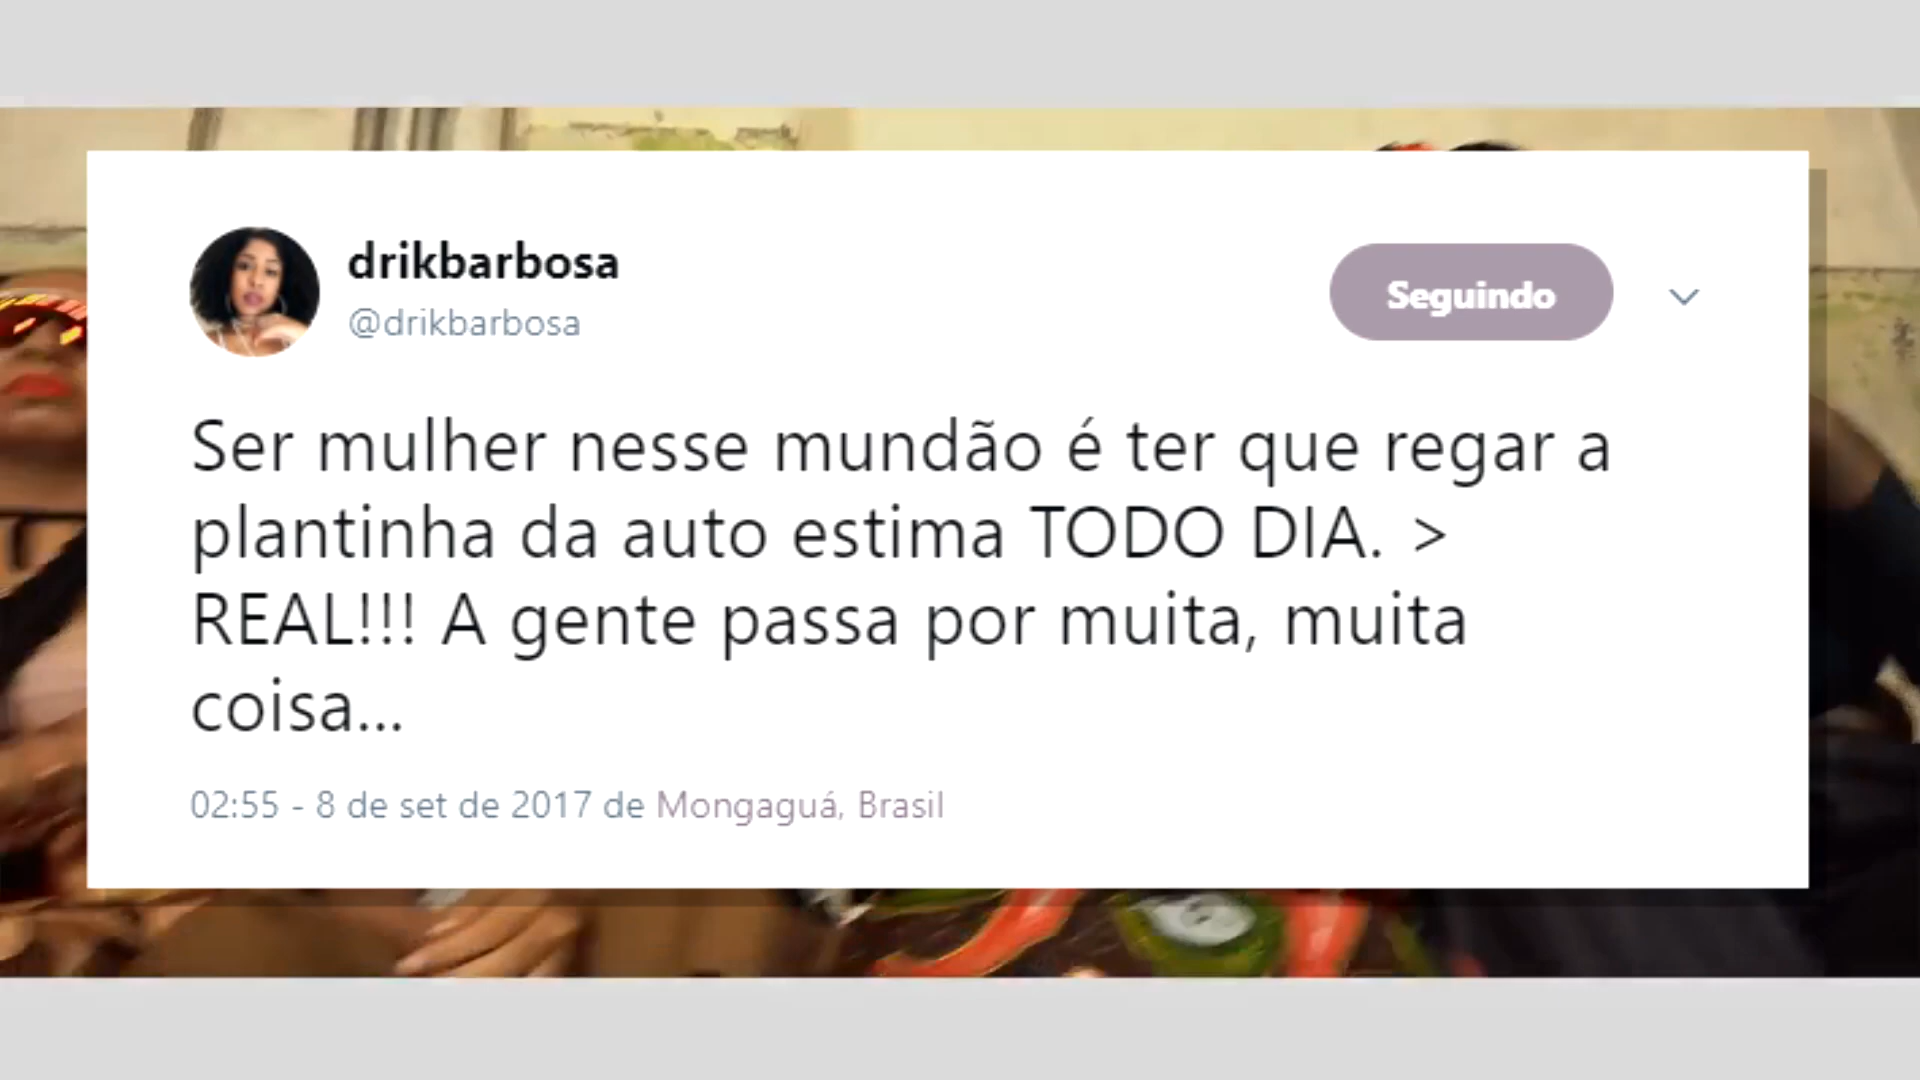 drikbarbosa
@drikbarbosa
Seguindo
Ser mulher nesse mundão é ter que regar a
plantinha da auto estima TODO DIA. >
REAL!!! A gente passa por muita, muita
coisa...
02:55 - 8 de set de 2017 de Mongaguá, Brasil